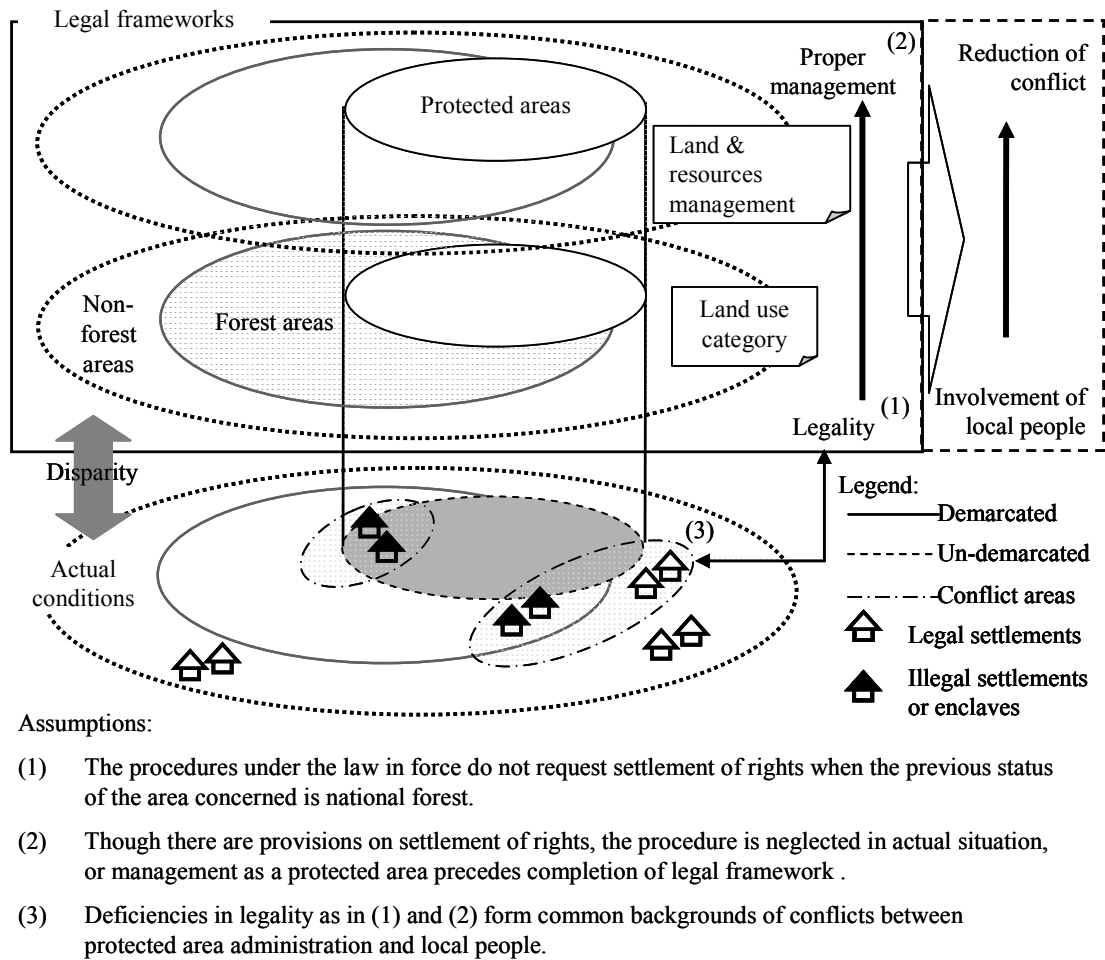 Legal frameworks
(2)
Proper
management
Reduction of
conflict
Protected areas
Land &
resources
management
Non-
forest
areas
Forest areas
Land use
category
(1)
Legality
Involvement of
local people
Disparity
Actual
conditions
(3)
Legend:
Demarcated
Un-demarcated
Conflict areas
Legal settlements
Illegal settlements
or enclaves
Assumptions:
(1) The procedures under the law in force do not request settlement of rights when the previous status
of the area concerned is national forest.
(2) Though there are provisions on settlement of rights, the procedure is neglected in actual situation,
or management as a protected area precedes completion of legal framework .
(3) Deficiencies in legality as in (1) and (2) form common backgrounds of conflicts between
protected area administration and local people.